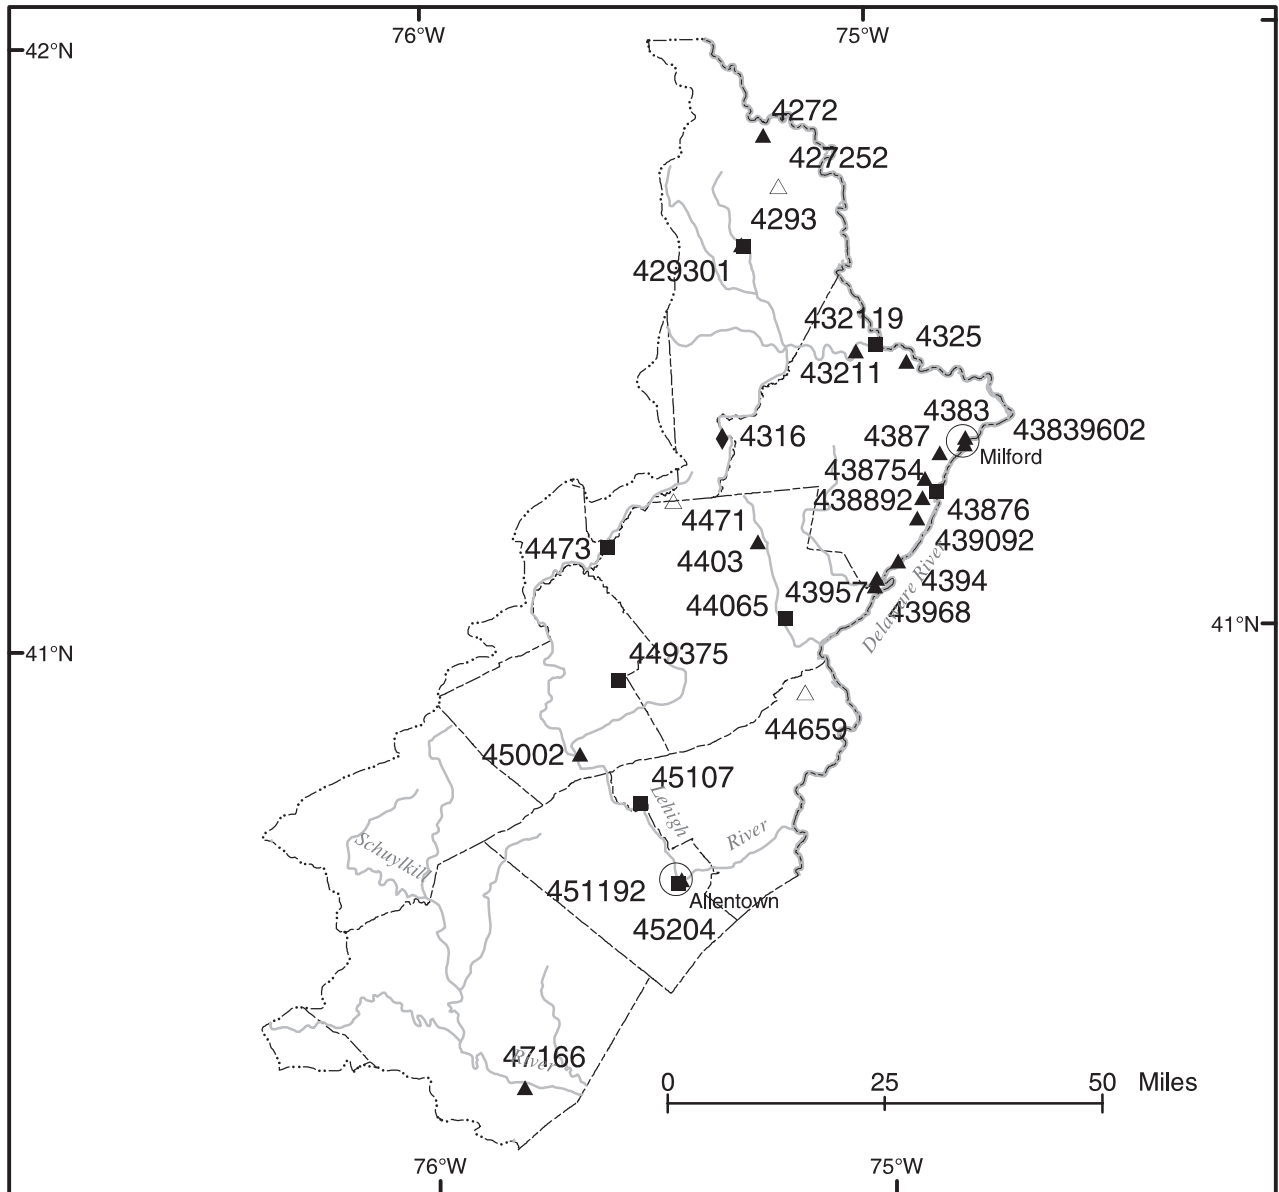 76°W
75°W
42°N
4272
427252
4293
429301
432119
4325
43211
4383
43839602
4387
4316
Milford
438754
438892
43876
4471
439092
4473
4403
4394
43957
44065
43968
Delaware River
41°N
41°N
449375
44659
45002
45107
Lehigh
River
Schuylkill
451192
Allentown
45204
47166
River
0 25 50 Miles
76°W
75°W